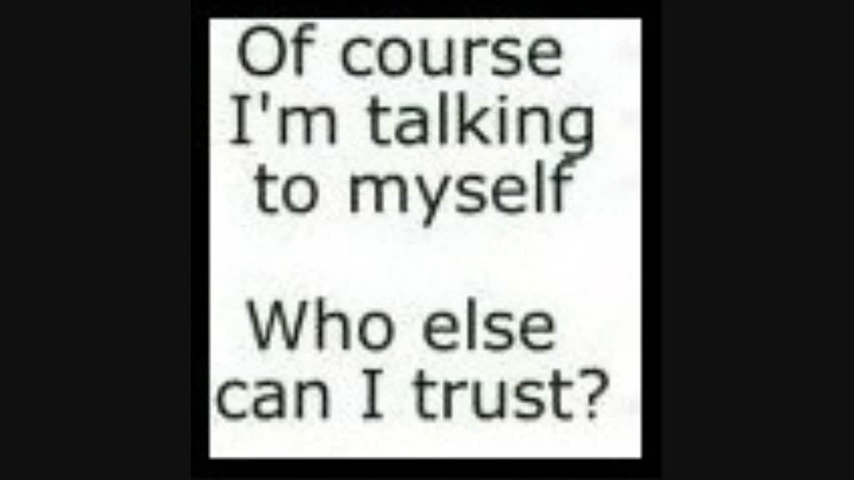 Of course
I'm talking
to myself
Who else
can I trust?